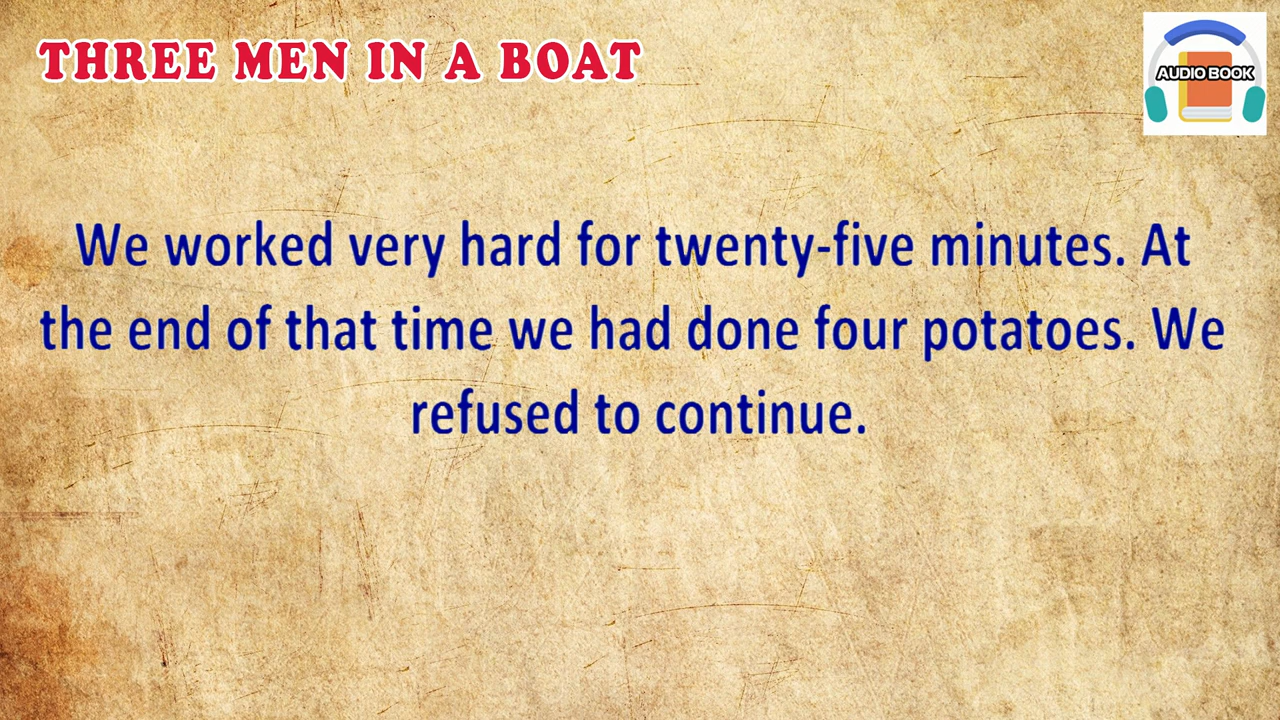 THREE MEN IN A BOAT
AUDIO BOOK
We worked very hard for twenty-five minutes. At
the end of that time we had done four potatoes. We
refused to continue.